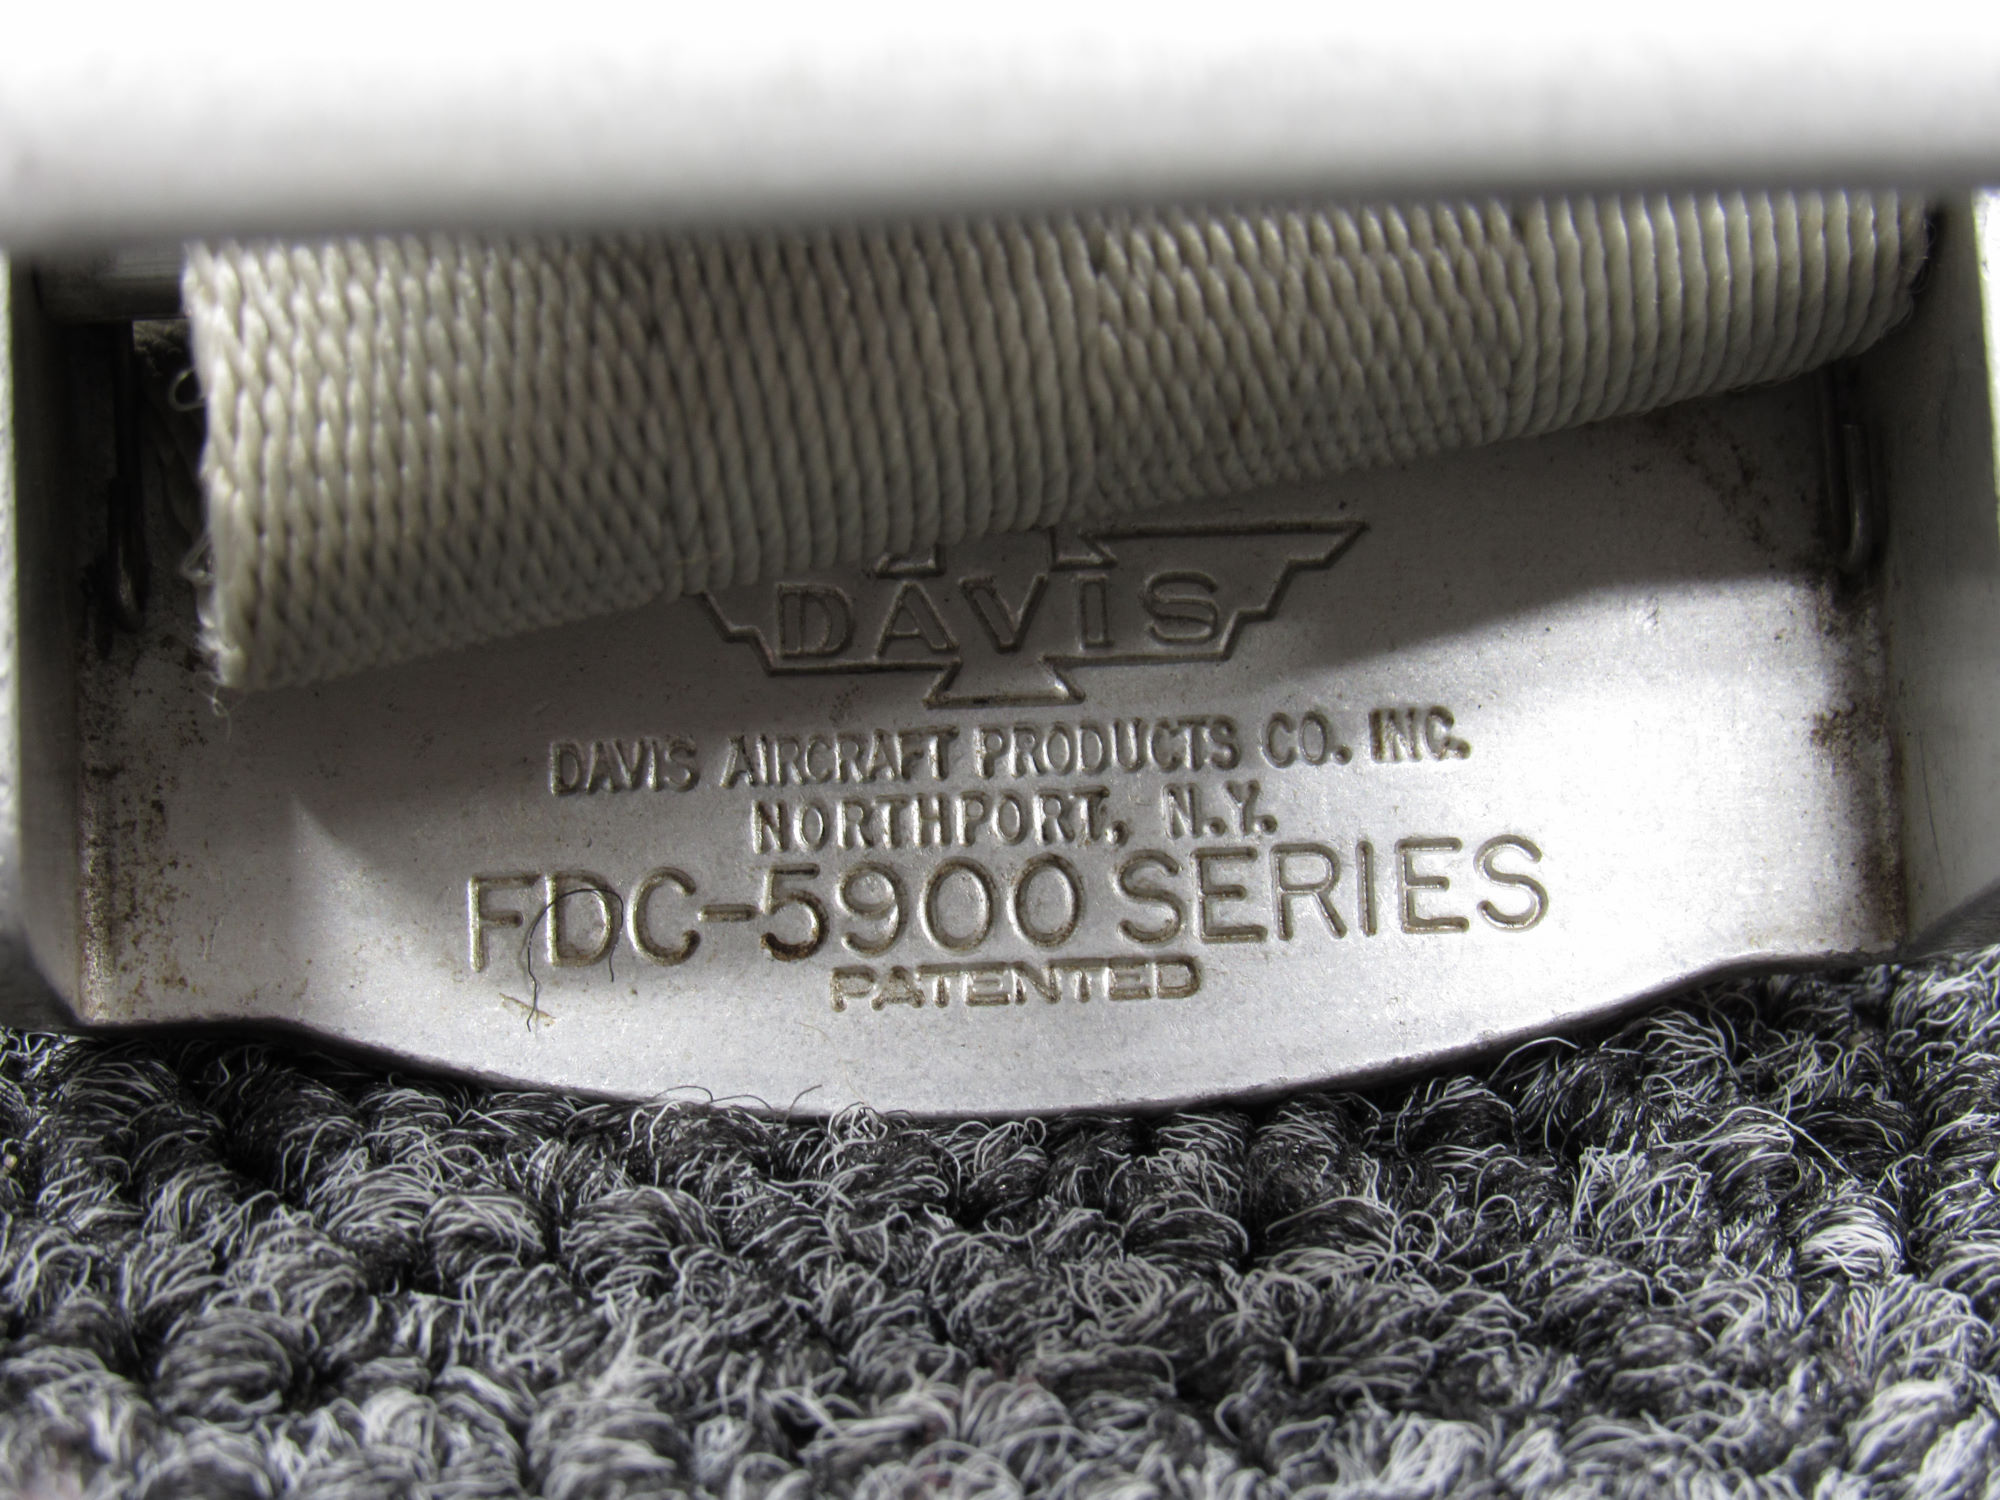 DAVIS
DAVIS AIRCRAFT PRODUCTS CO. INC.
NORTHPORT, N.Y.
FDC-5900 SERIES
PATENTED